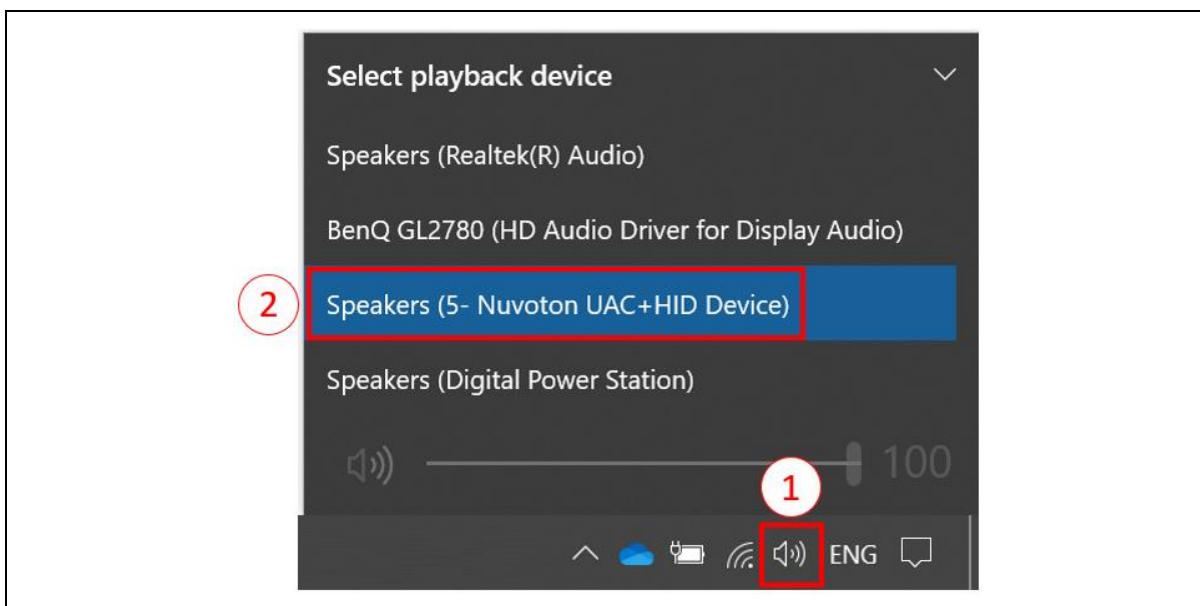 Select playback device
Speakers (Realtek(R) Audio)
BenQ GL2780 (HD Audio Driver for Display Audio)
2
Speakers (5- Nuvoton UAC+HID Device)
Speakers (Digital Power Station)
100
1
ENG